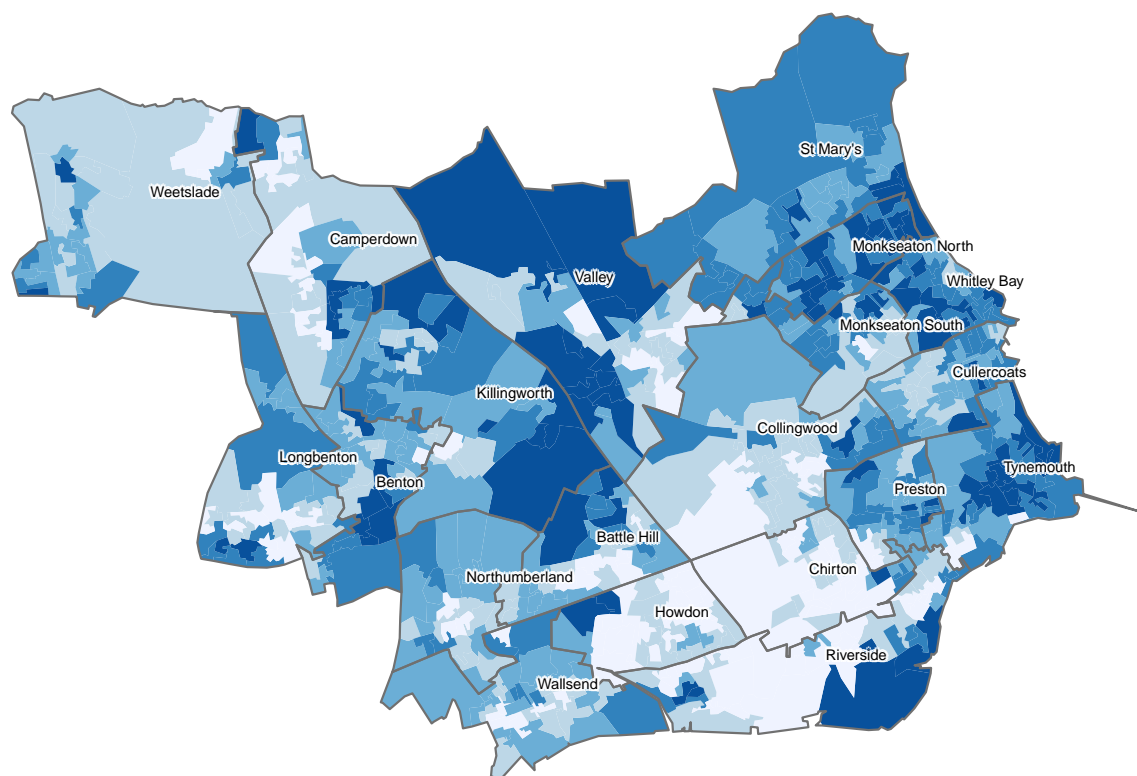 St Mary's
Weetslade
Camperdown
Monkseaton North
Valley
Whitley Bay
Monkseaton South
Cullercoats
Killingworth
Collingwood
Longbenton
Tynemouth
Benton
Preston
Battle Hill
Chirton
Northumberland
Howdon
Riverside
Wallsend